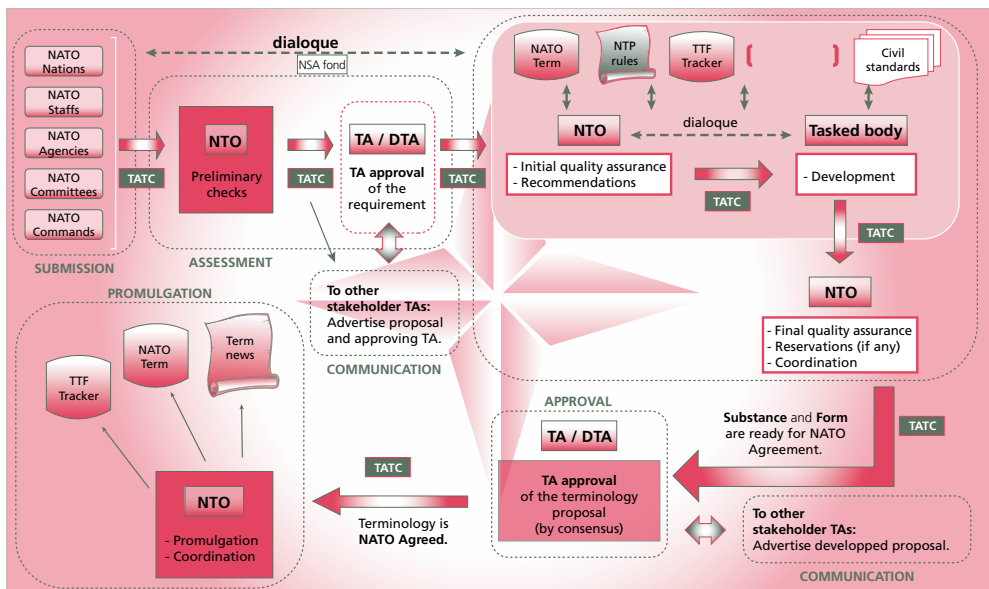 NATO
Nations
NATO
Staffs
NATO
Agencies
NATO
Committees
NATO
Commands
SUBMISSION
dialoque
NSA fond
TATC
NTO
Preliminary
checks
TATC
TA / DTA
TA approval
of the
requirement
TATC
ASSESSMENT
To other
stakeholder TAs:
Advertise proposal
and approving TA.
COMMUNICATION
NATO
Term
NTP
rules
TTF
Tracker
Civil
standards
NTO
dialoque
Tasked body
- Initial quality assurance
- Recommendations
TATC
- Development
TATC
NTO
- Final quality assurance
- Reservations (if any)
- Coordination
TATC
Substance and Form
are ready for NATO
Agreement.
APPROVAL
TA / DTA
TA approval
of the terminology
proposal
(by consensus)
To other
stakeholder TAs:
Advertise developped proposal.
COMMUNICATION
TATC
Terminology is
NATO Agreed.
PROMULGATION
TTF
Tracker
NATO
Term
Term
news
NTO
- Promulgation
- Coordination